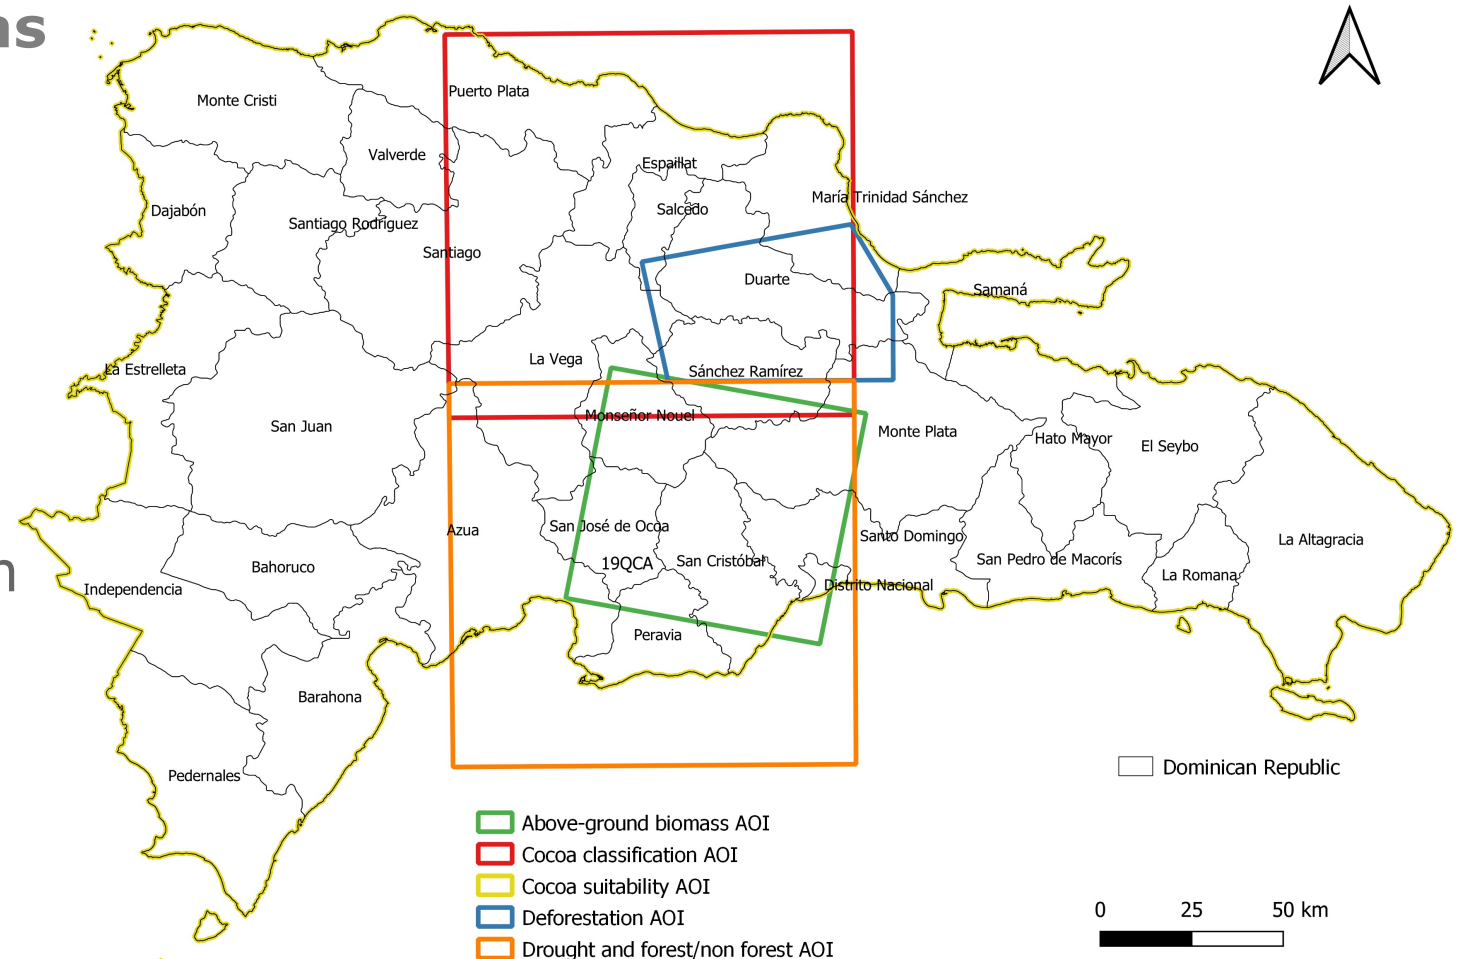 ns
Puerto Plata
Monte Cristi
Valverde
Espaillat
María Trinidad Sánchez
Dajabón
Salcedo
Santiago Rodriguez
Santiago
Duarte
Samaná
La Vega
La Estrelleta
Sánchez Ramírez
Monseñor Nouel
San Juan
Monte Plata
Hato Mayor
El Seybo
Azua
San José de Ocoa
Santo Domingo
La Altagracia
19QCA
San Cristóbal
San Pedro de Macorís
Bahoruco
La Romana
n
Independencia
Distrito Nacional
Peravia
Barahona
Pedernales
Dominican Republic
Above-ground biomass AOI
Cocoa classification AOI
Cocoa suitability AOI
Deforestation AOI
Drought and forest/non forest AOI
0 25 50 km